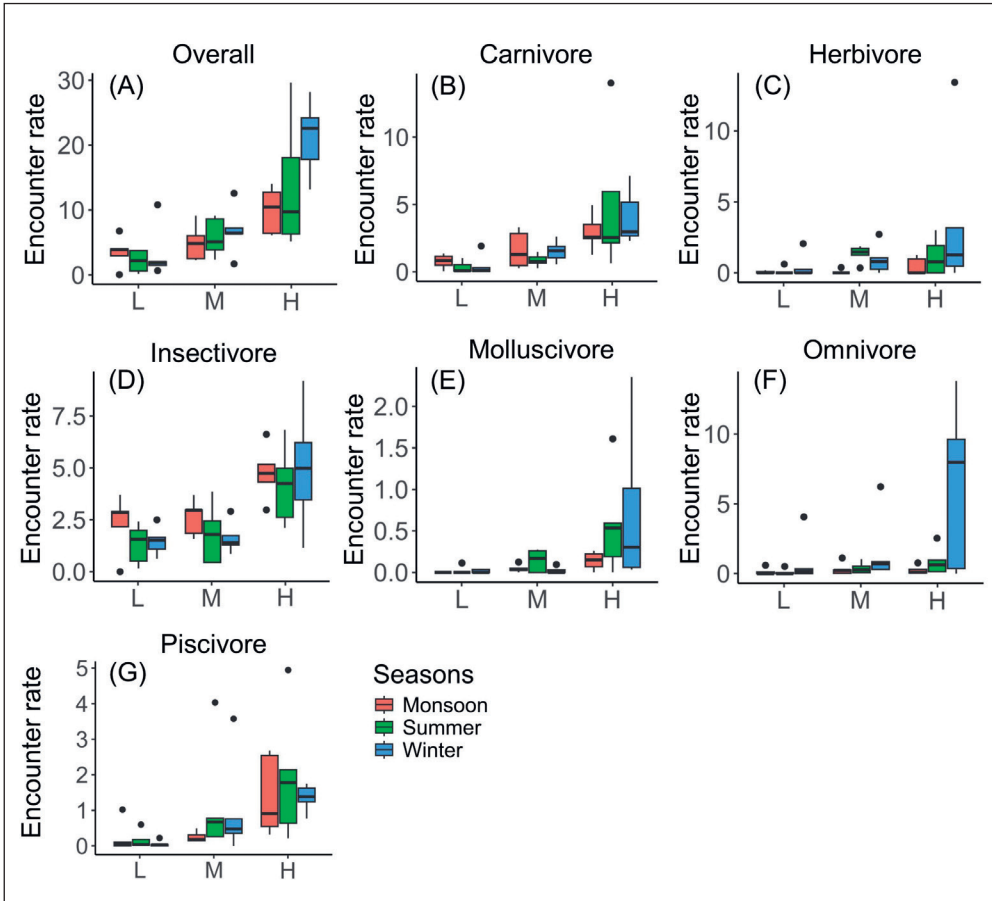 Overall
Carnivore
Herbivore
(A)
(B)
(C)
Encounter rate
30
20
10
0
L M H
Encounter rate
10
5
0
L M H
Encounter rate
10
5
0
L M H
Insectivore
Molluscivore
Omnivore
(D)
(E)
(F)
Encounter rate
7.5
5.0
2.5
0.0
L M H
Encounter rate
2.0
1.5
1.0
0.5
0.0
L M H
Encounter rate
10
5
0
L M H
Piscivore
(G)
Encounter rate
5
4
3
2
1
0
L M H
Seasons
Monsoon
Summer
Winter